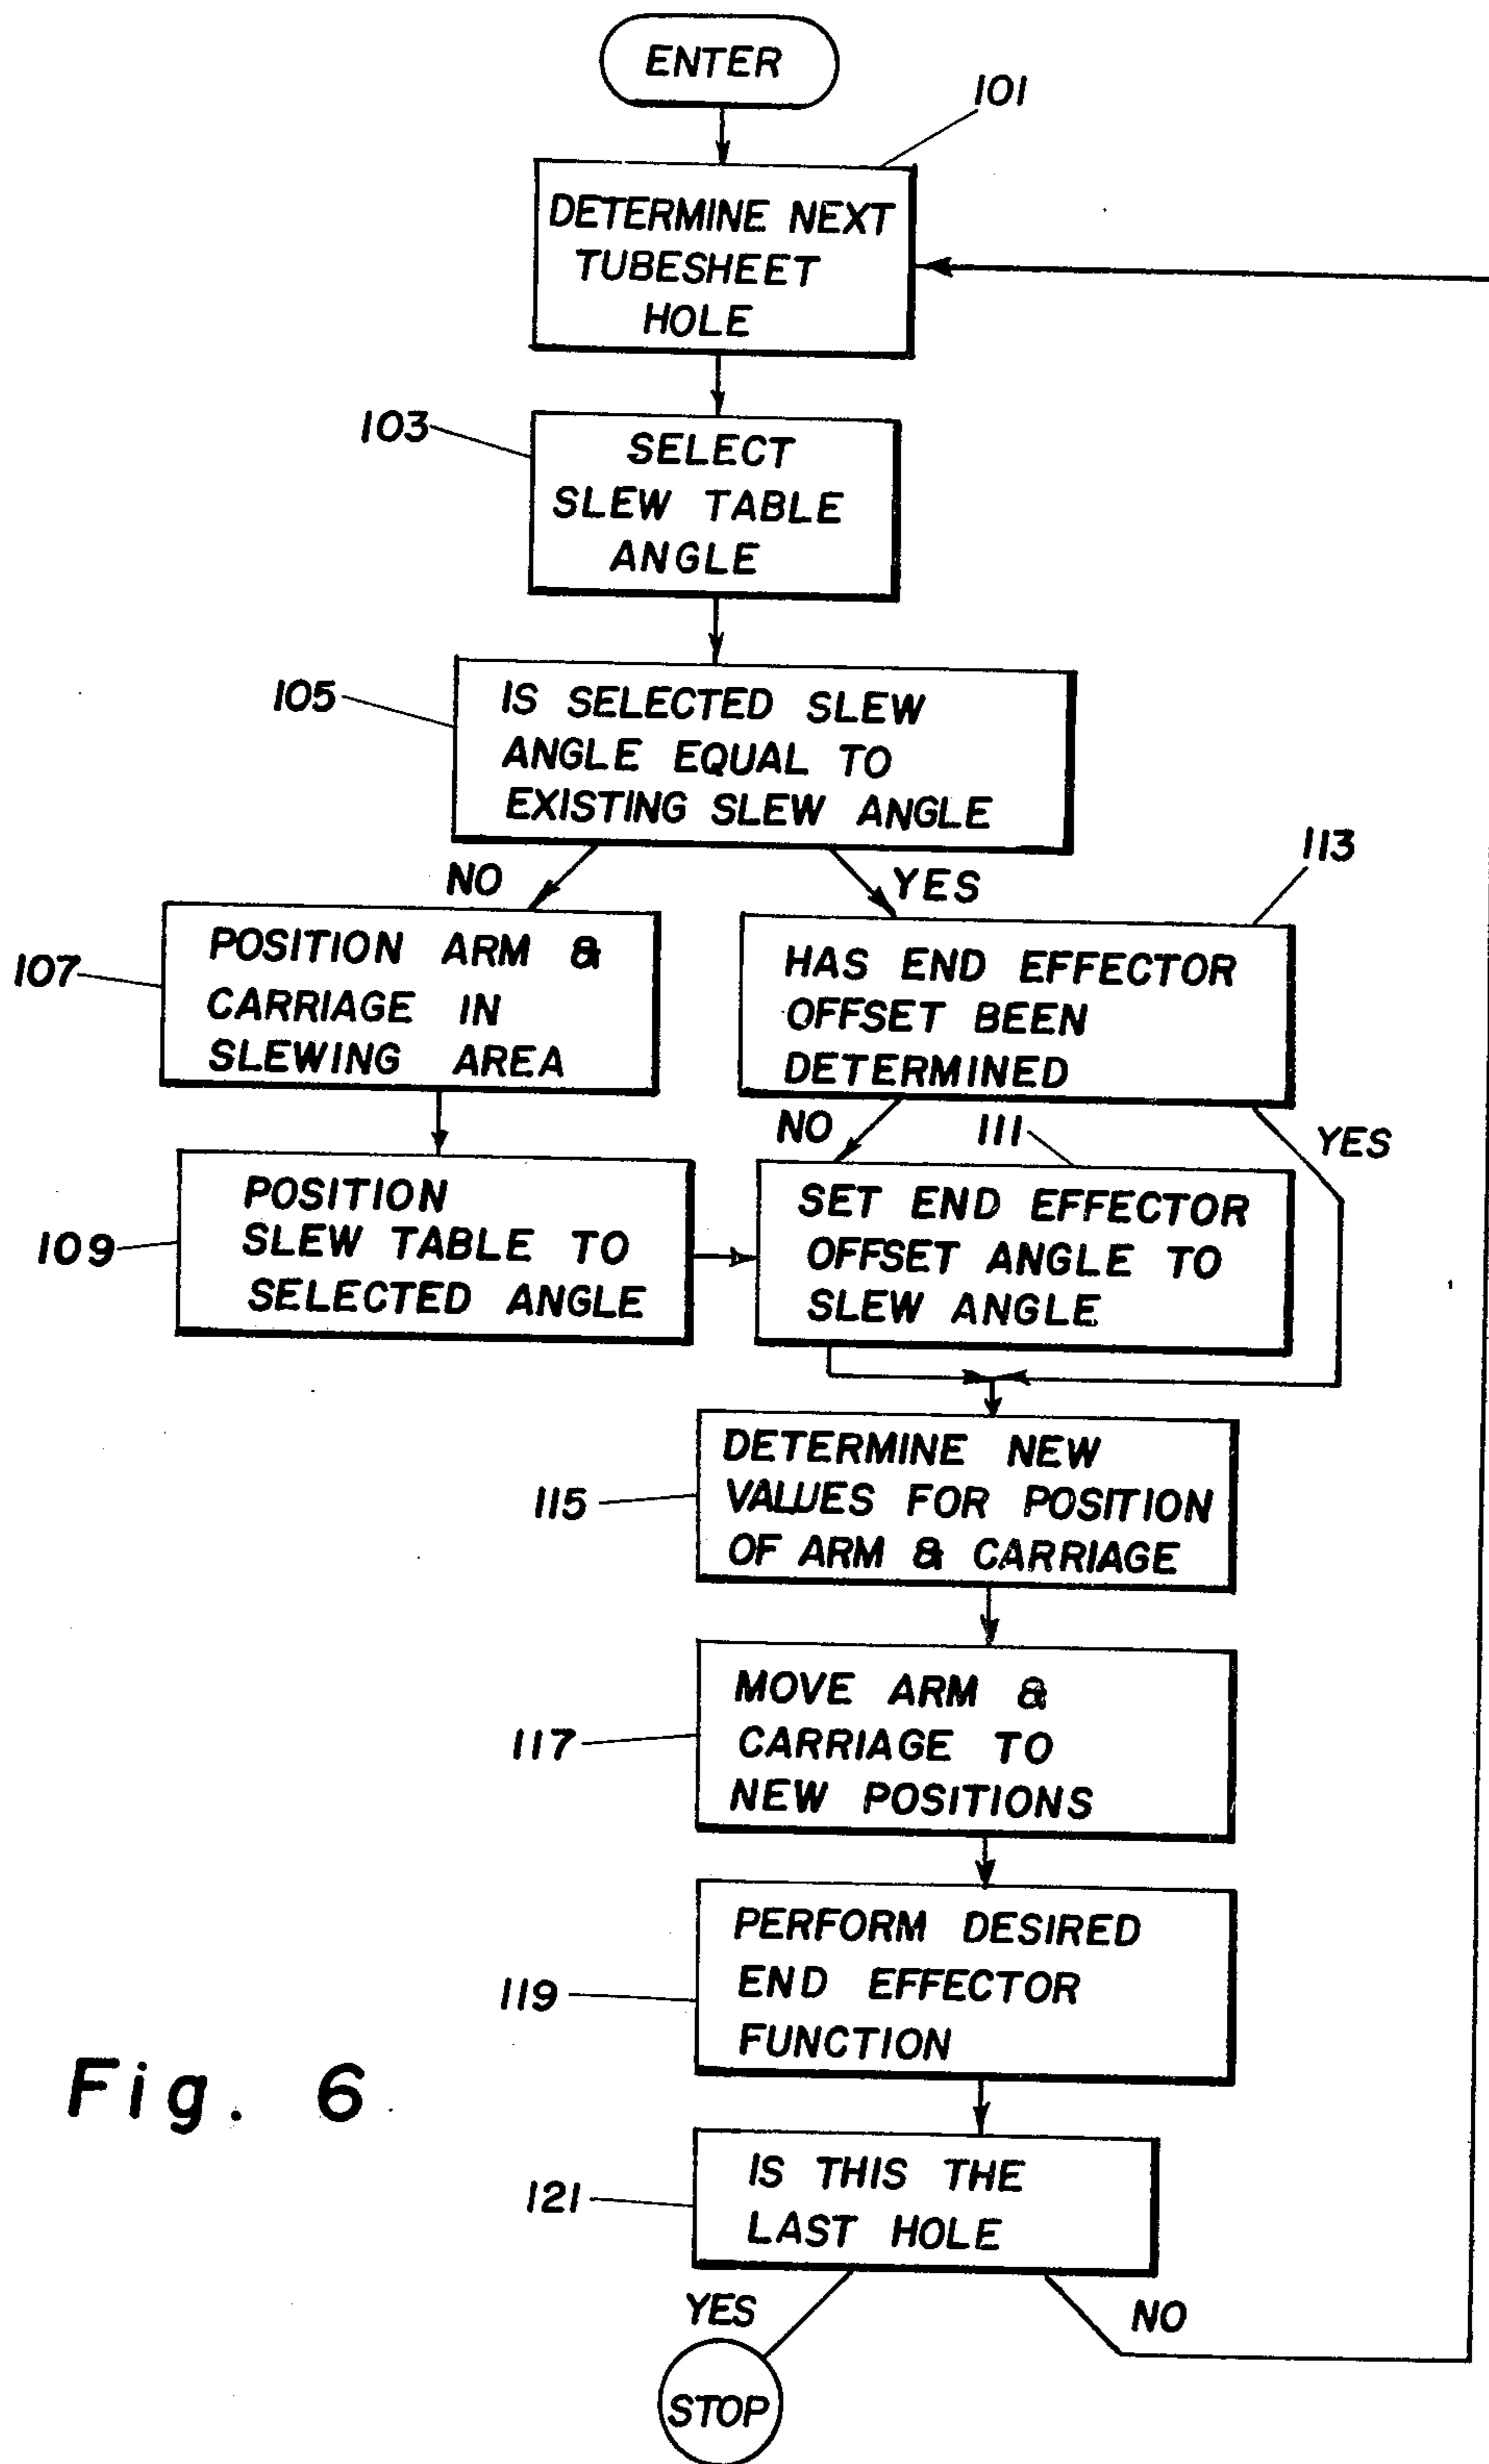 ENTER
101
DETERMINE NEXT
TUBESHEET
HOLE
103
SELECT
SLEW TABLE
ANGLE
105
IS SELECTED SLEW
ANGLE EQUAL TO
EXISTING SLEW ANGLE
NO
YES
113
107
POSITION ARM &
CARRIAGE IN
SLEWING AREA
HAS END EFFECTOR
OFFSET BEEN
DETERMINED
NO
111
YES
109
POSITION
SLEW TABLE TO
SELECTED ANGLE
SET END EFFECTOR
OFFSET ANGLE TO
SLEW ANGLE
115
DETERMINE NEW
VALUES FOR POSITION
OF ARM & CARRIAGE
117
MOVE ARM &
CARRIAGE TO
NEW POSITIONS
119
PERFORM DESIRED
END EFFECTOR
FUNCTION
Fig. 6
121
IS THIS THE
LAST HOLE
YES
NO
STOP